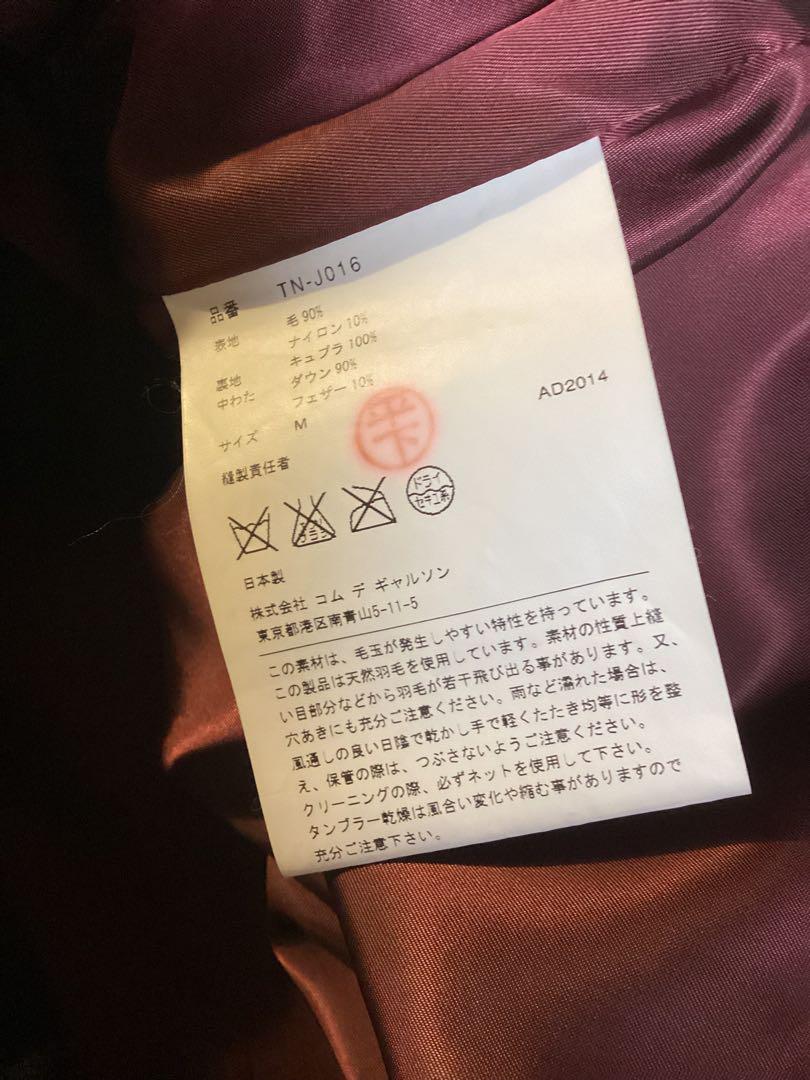 品番 TN-J016
表地 毛 90%
ナイロン 10%
裏地 キュプラ 100%
中わた ダウン 90%
フェザー 10%
サイズ M
AD2014
縫製責任者
ドライ
セキユ系
日本製
株式会社 コム デ ギャルソン
東京都港区南青山5-11-5
この素材は、毛玉が発生しやすい特性を持っています。
この製品は天然羽毛を使用しています。素材の性質上縫
い目部分などから羽毛が若干飛び出る事があります。又、
穴あきにも充分ご注意ください。雨など濡れた場合は、
風通しの良い日陰で乾かし手で軽くたたき均等に形を整
え、保管の際は、つぶさないようご注意ください。
クリーニングの際、必ずネットを使用して下さい。
タンブラー乾燥は風合い変化や縮む事がありますので
充分ご注意下さい。